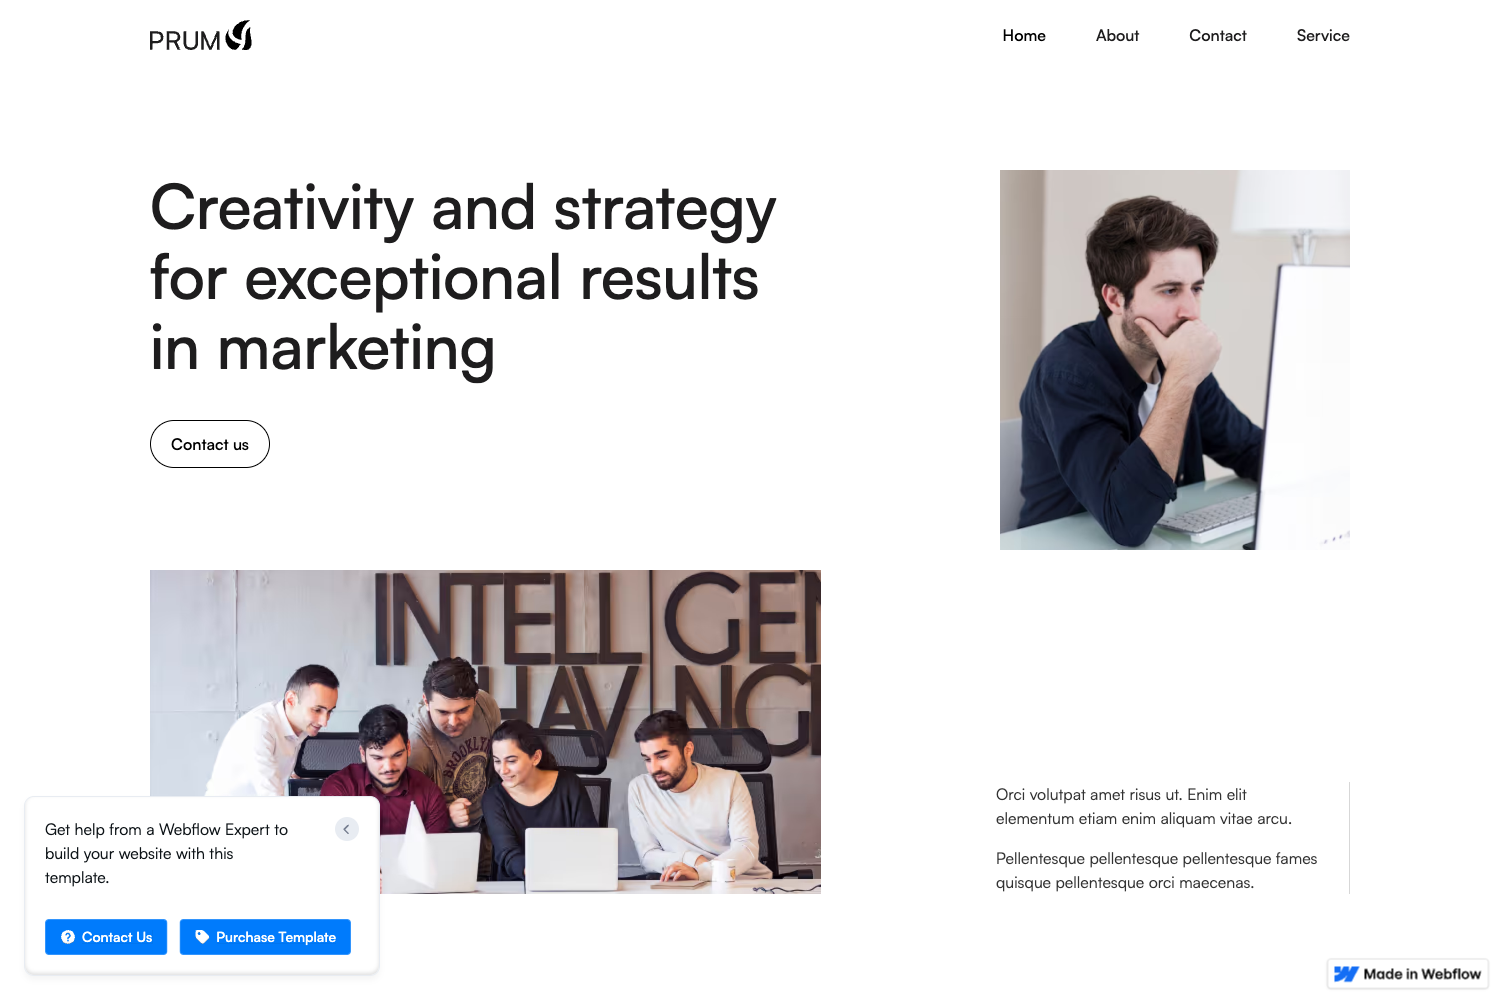 PRUM
Home
About
Contact
Service
Creativity and strategy
for exceptional results
in marketing
Contact us
INTELLIGEN
HAVING
BROOKLYN
Orci volutpat amet risus ut. Enim elit
elementum etiam enim aliquam vitae arcu.
Pellentesque pellentesque pellentesque fames
quisque pellentesque orci maecenas.
Get help from a Webflow Expert to
build your website with this
template.
Contact Us
Purchase Template
Made in Webflow